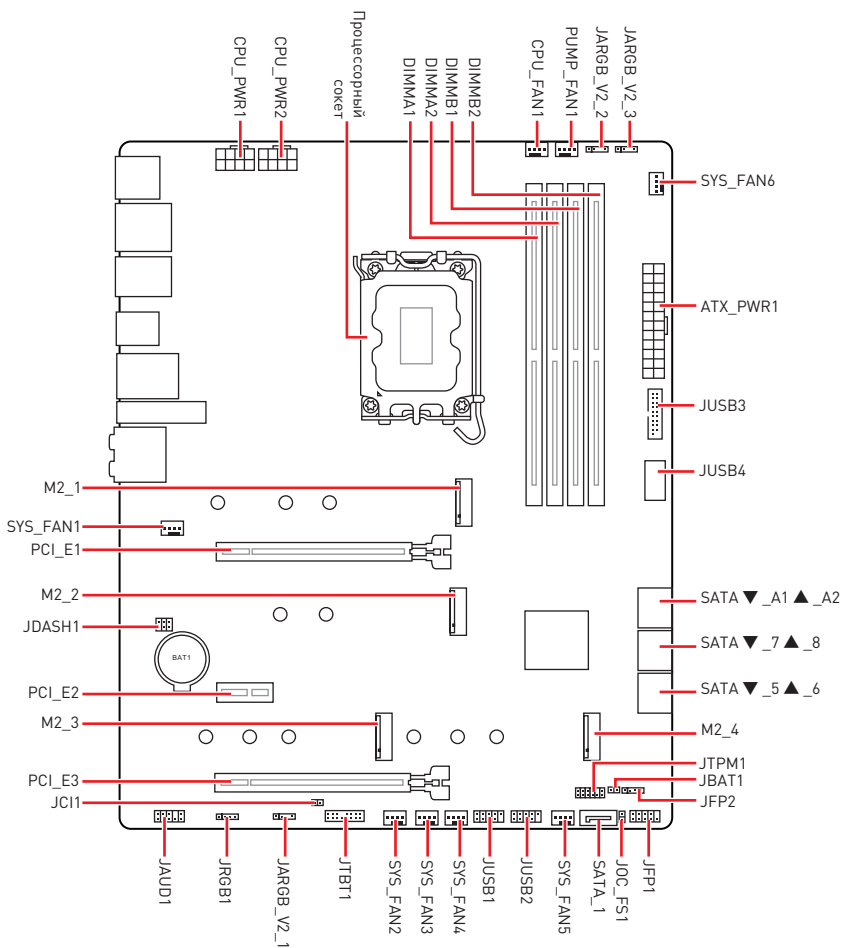 CPU_PWR1
CPU_PWR2
Процессорный
сокет
DIMMA1
DIMMA2
DIMMB1
DIMMB2
CPU_FAN1
PUMP_FAN1
JARGB_V2_2
JARGB_V2_3
SYS_FAN6
ATX_PWR1
JUSB3
JUSB4
M2_1
SYS_FAN1
PCI_E1
M2_2
JDASH1
BAT1
PCI_E2
M2_3
PCI_E3
JCI1
SATA ▼ _A1 ▲ _A2
SATA ▼ _7 ▲ _8
SATA ▼ _5 ▲ _6
M2_4
JTPM1
JBAT1
JFP2
JAUD1
JRGB1
JARGB_V2_1
JTBT1
SYS_FAN2
SYS_FAN3
SYS_FAN4
JUSB1
JUSB2
SYS_FAN5
SATA_1
JOC_FS1
JFP1